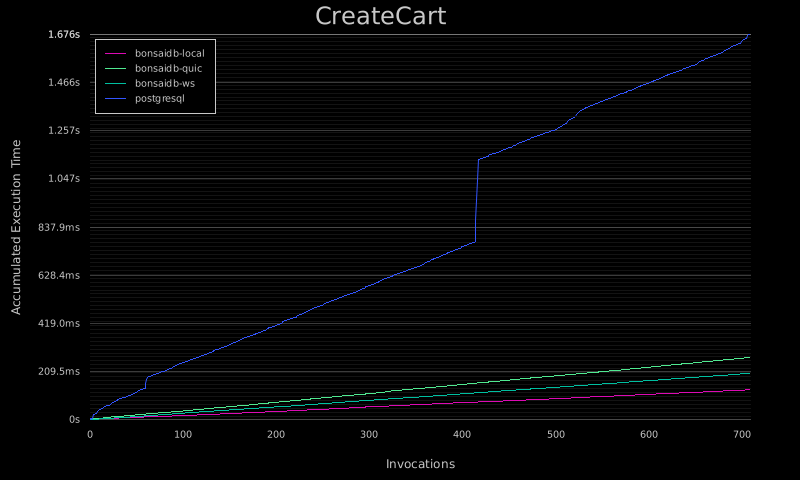 CreateCart
1.676s
bonsaidb-local
bonsaidb-quic
bonsaidb-ws
postgresql
1.466s
1.257s
1.047s
837.9ms
628.4ms
419.0ms
209.5ms
0s
Accumulated Execution Time
0 100 200 300 400 500 600 700
Invocations